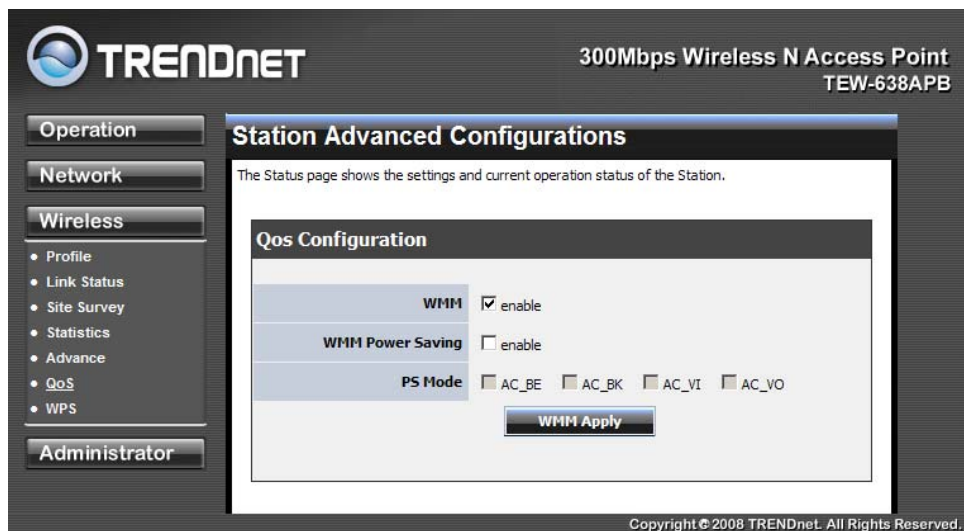 TRENDNET
300Mbps Wireless N Access Point
TEW-638APB
Operation
Network
Wireless
Profile
Link Status
Site Survey
Statistics
Advance
QoS
WPS
Administrator
Station Advanced Configurations
The Status page shows the settings and current operation status of the Station.
Qos Configuration
WMM enable
WMM Power Saving enable
PS Mode AC_BE AC_BK AC_VI AC_VO
WMM Apply
Copyright © 2008 TRENDnet. All Rights Reserved.